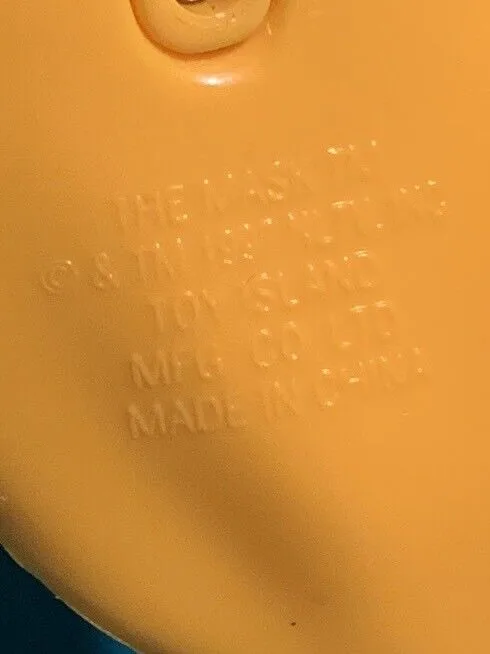 THE MASK TM
© & TM
TOY ISLAND
MFG CO LTD
MADE IN CHINA